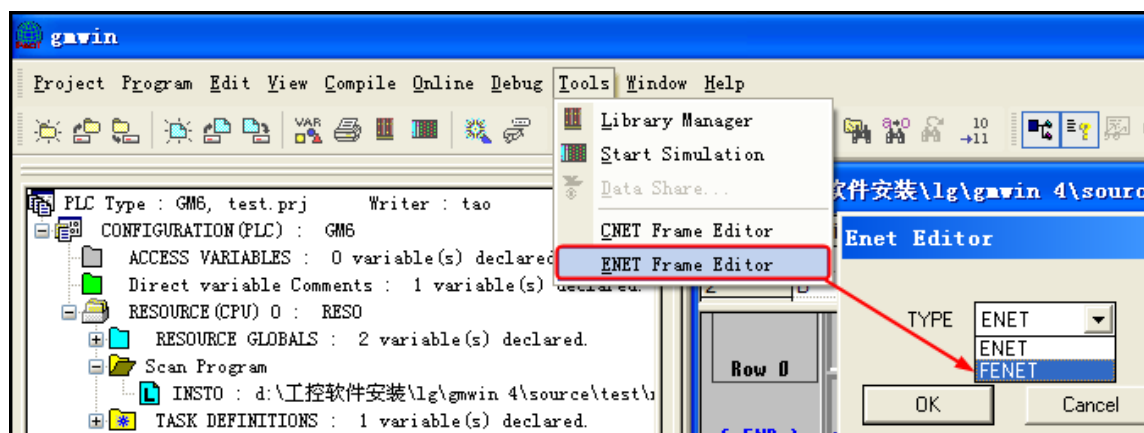 gmwin
Project Program Edit View Compile Online Debug Tools Window Help
VAR
10
→11
Library Manager
Start Simulation
Data Share...
CNET Frame Editor
ENET Frame Editor
PLC Type : GM6, test.prj Writer : tao
CONFIGURATION(PLC) : GM6
ACCESS VARIABLES : 0 variable(s) declared
Direct variable Comments : 1 variable(s) declared.
RESOURCE(CPU) 0 : RES0
RESOURCE GLOBALS : 2 variable(s) declared.
Scan Program
INST0 : d:\工控软件安装\lg\gmwin 4\source\test\
TASK DEFINITIONS : 1 variable(s) declared.
件安装\lg\gmwin 4\sourc
Enet Editor
TYPE ENET
ENET
FENET
OK Cancel
Row 0